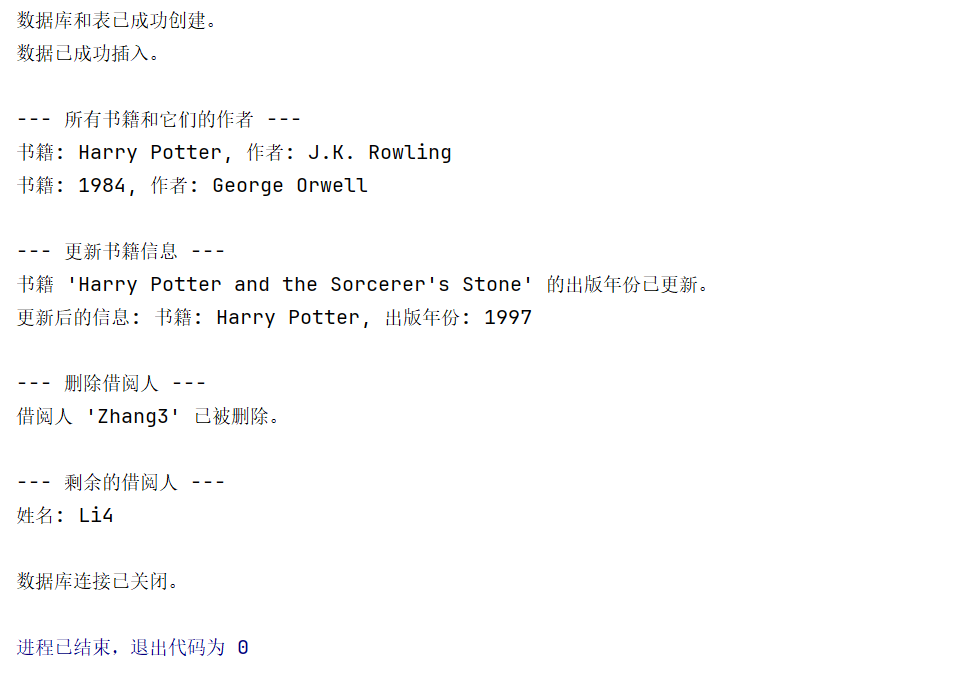 数据库和表已成功创建。
数据已成功插入。
--- 所有书籍和它们的作者 ---
书籍: Harry Potter, 作者: J.K. Rowling
书籍: 1984, 作者: George Orwell
--- 更新书籍信息 ---
书籍 'Harry Potter and the Sorcerer's Stone' 的出版年份已更新。
更新后的信息: 书籍: Harry Potter, 出版年份: 1997
--- 删除借阅人 ---
借阅人 'Zhang3' 已被删除。
--- 剩余的借阅人 ---
姓名: Li4
数据库连接已关闭。
进程已结束，退出代码为 0